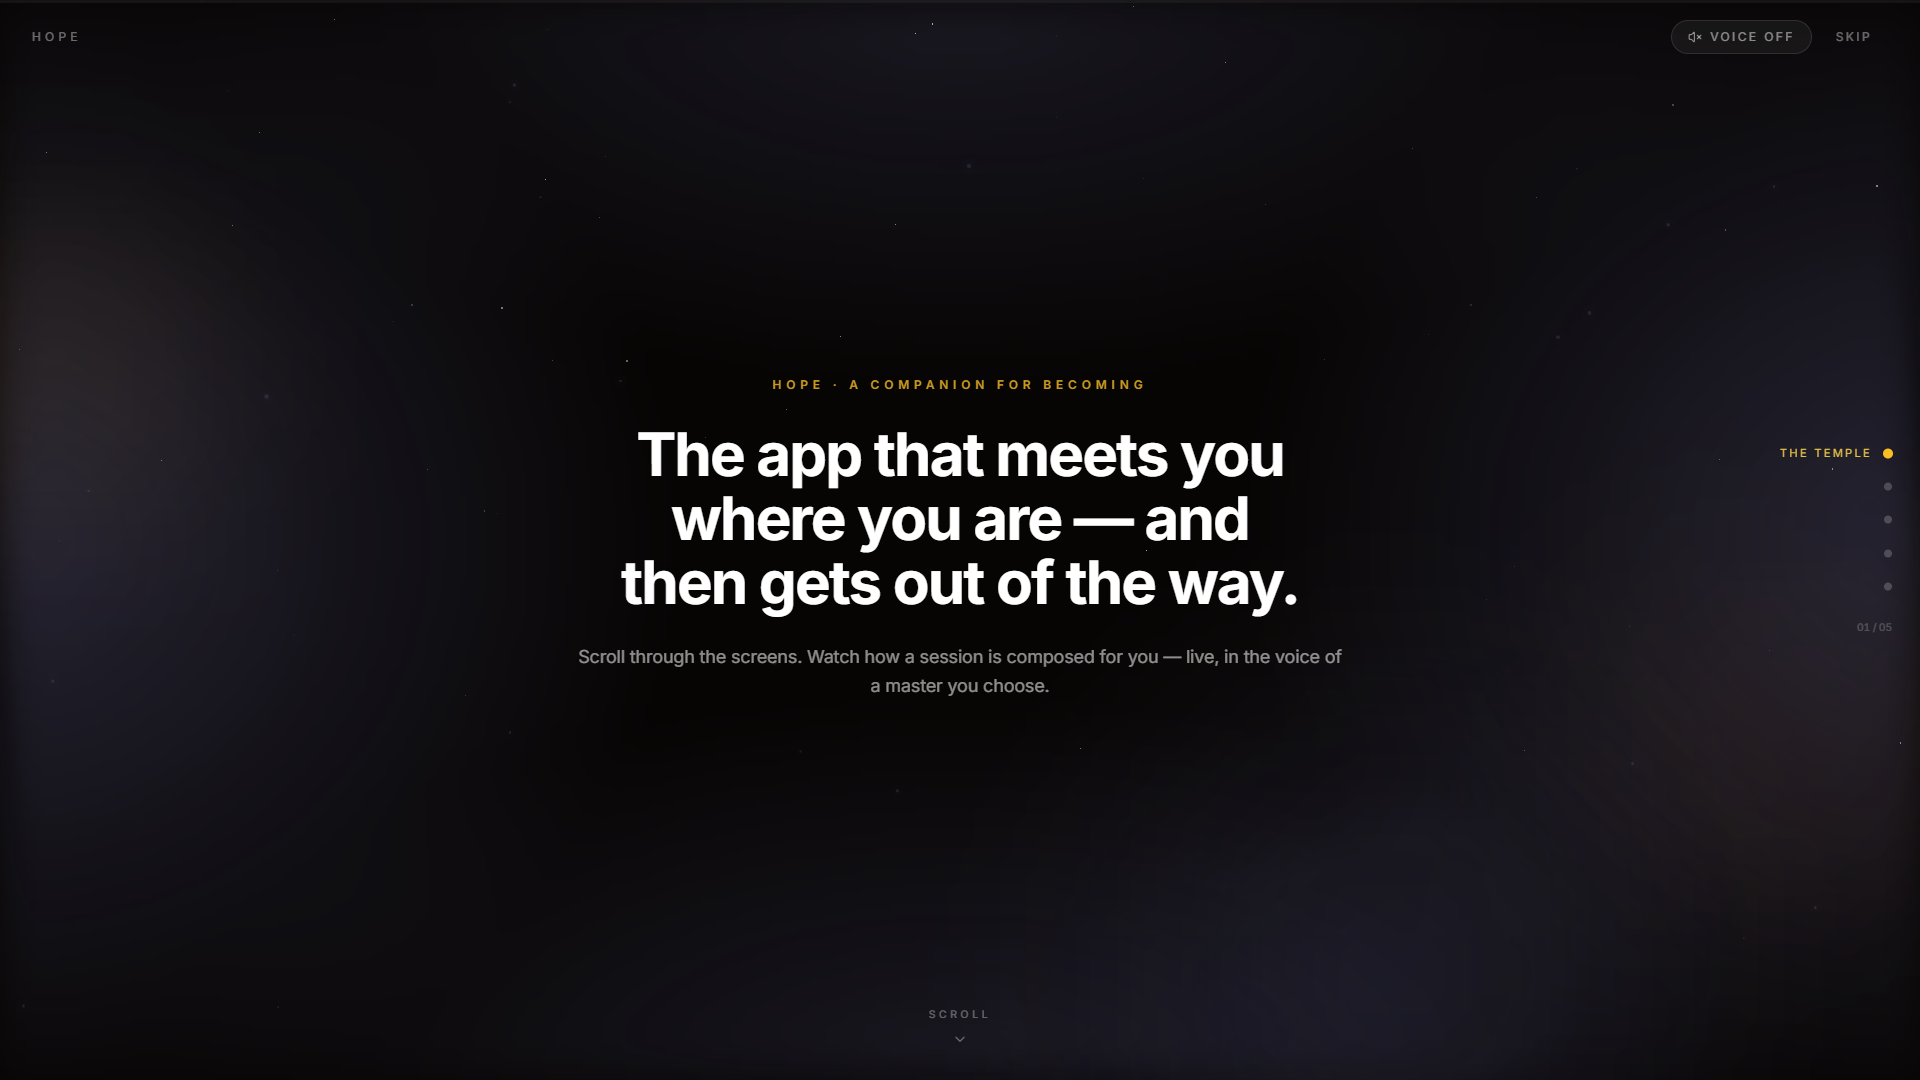 HOPE
VOICE OFF
SKIP
HOPE · A COMPANION FOR BECOMING
The app that meets you
where you are — and
then gets out of the way.
Scroll through the screens. Watch how a session is composed for you — live, in the voice of
a master you choose.
THE TEMPLE
01 / 05
SCROLL